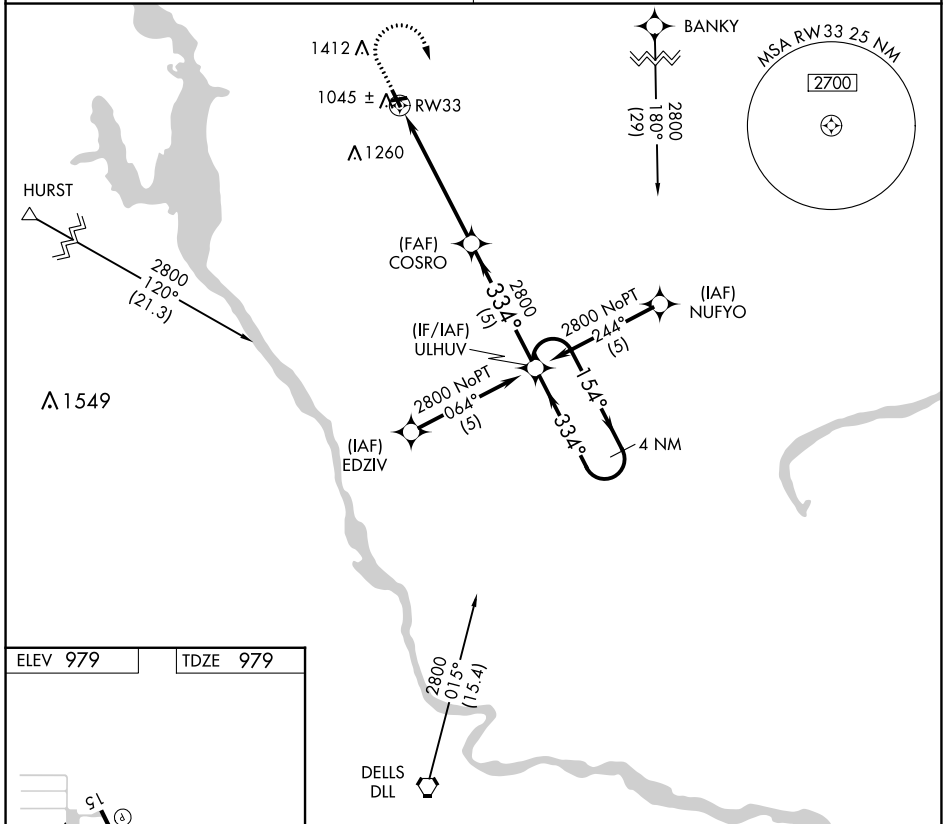 1412
1045 ±
RW33
1260
BANKY
2800
180°
(29)
MSA RW33 25 NM
2700
HURST
2800
120°
(21.3)
(FAF)
COSRO
2800
334°
(5)
(IF/IAF)
ULHUV
2800 NoPT
244°
(5)
(IAF)
NUFYO
2800 NoPT
064°
(5)
(IAF)
EDZIV
154°
334°
4 NM
1549
2800
015°
(15.4)
DELLS
DLL
ELEV 979
TDZE 979
15
P